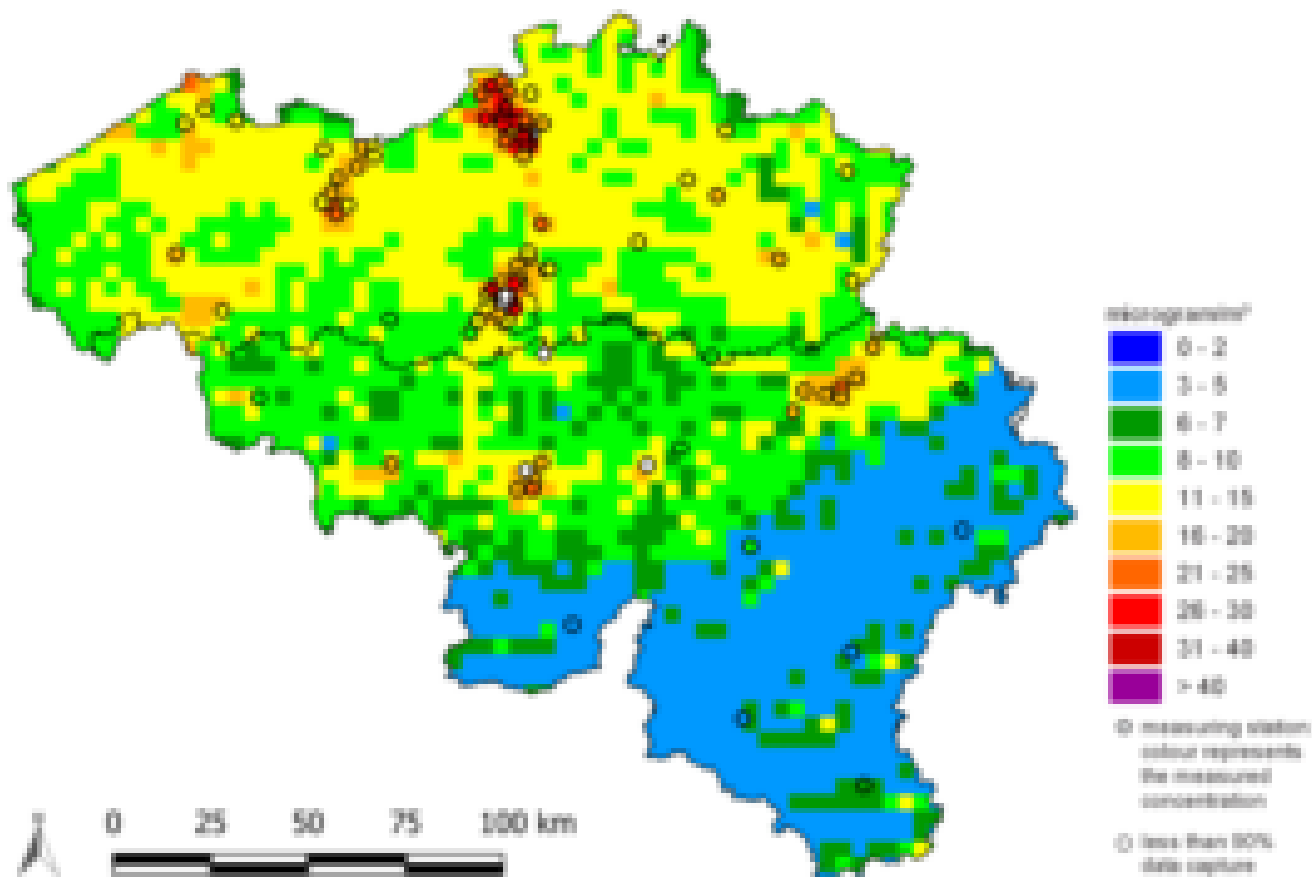 microgram/m³
0 - 2
3 - 5
6 - 7
8 - 10
11 - 15
16 - 20
21 - 25
26 - 30
31 - 40
> 40
measuring station
colour represents
the measured
concentration
less than 80%
data capture
0 25 50 75 100 km